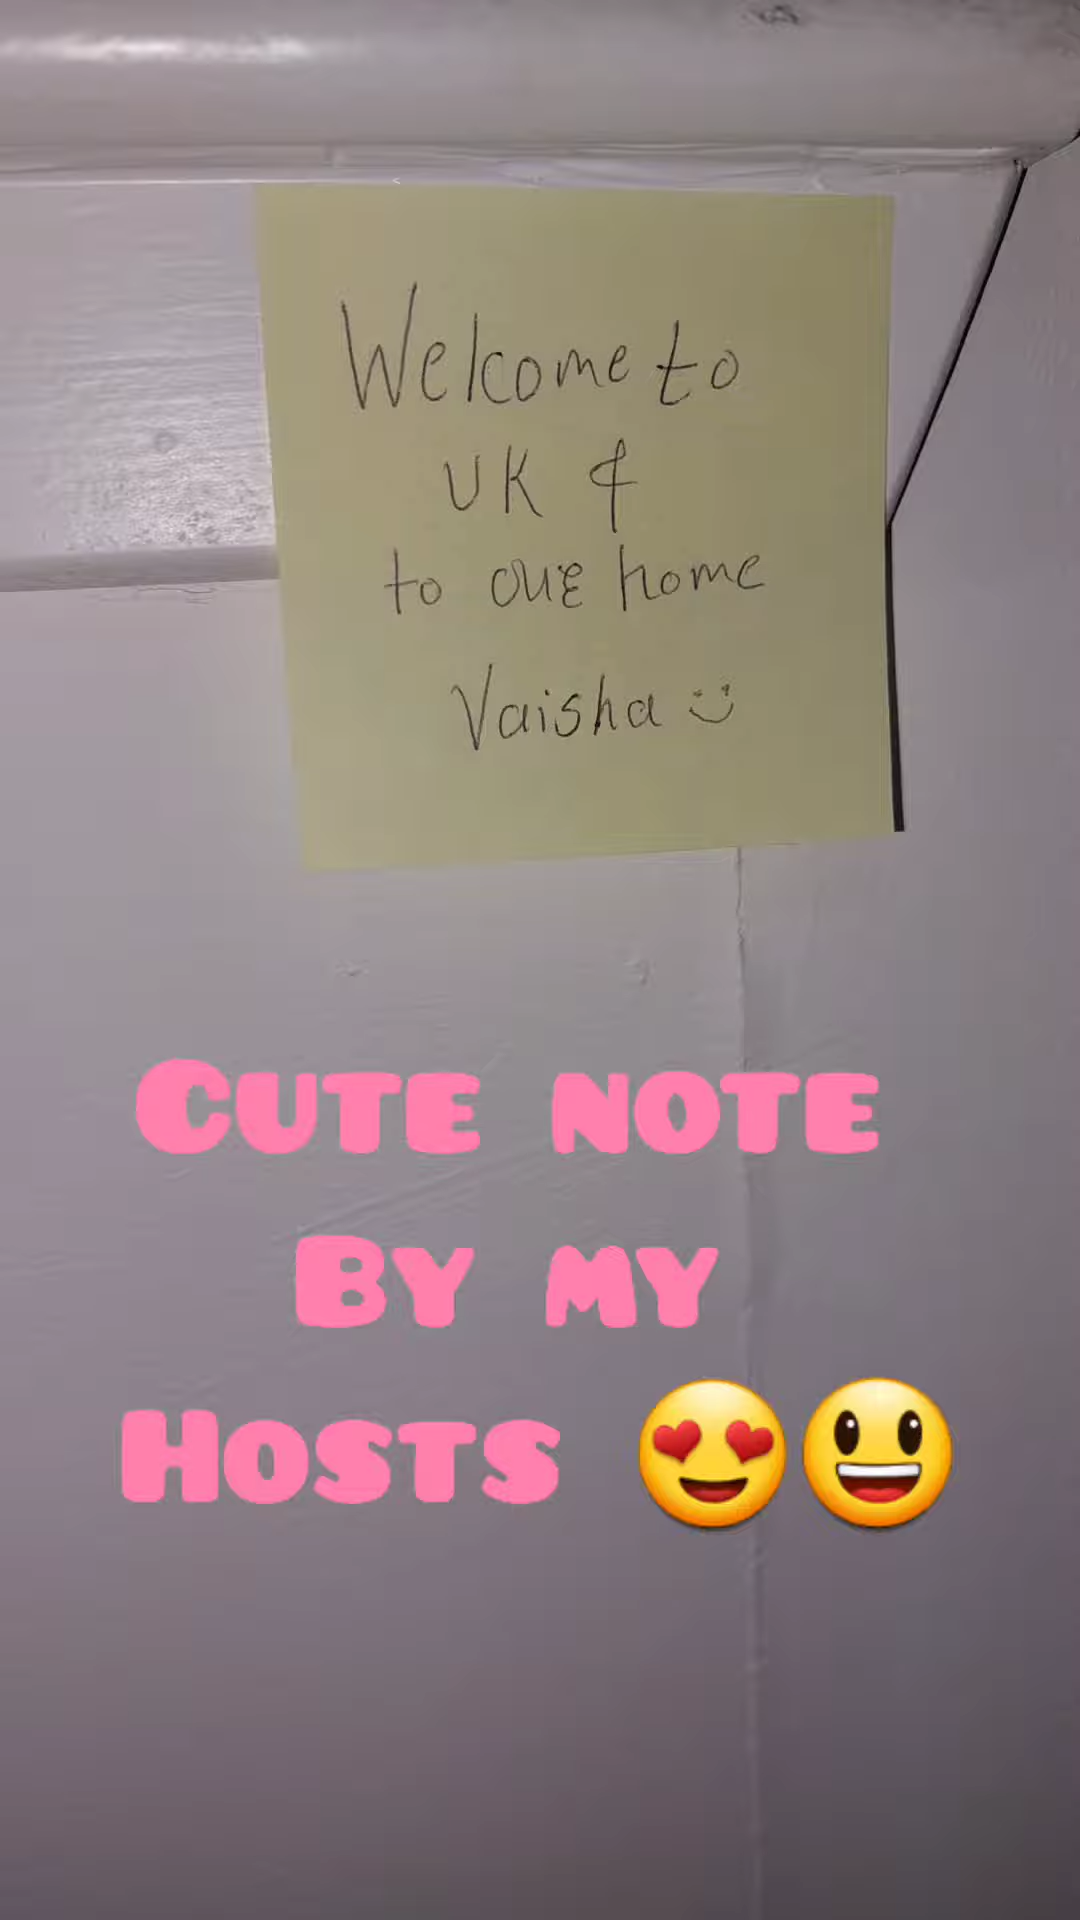 Welcome to
UK &
to our home
Vaisha :)
CUTE NOTE
BY MY
HOSTS 😍😃